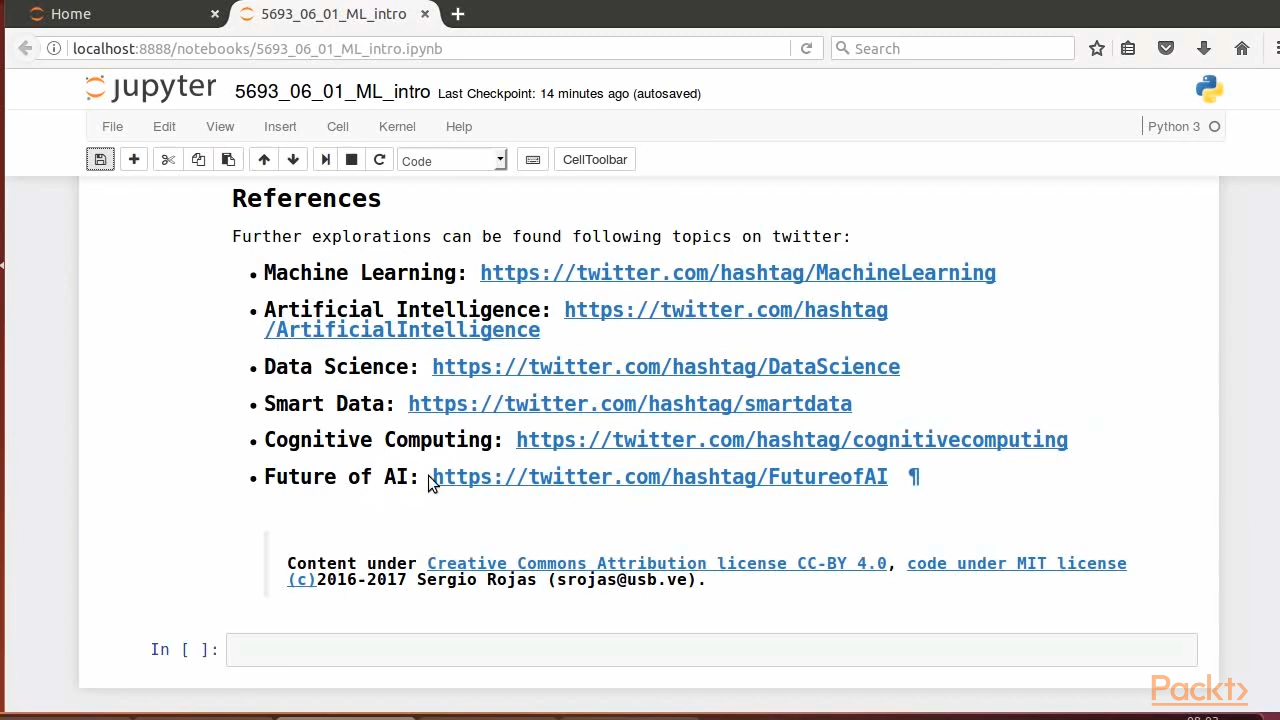 Home
5693_06_01_ML_intro
localhost:8888/notebooks/5693_06_01_ML_intro.ipynb
Search
jupyter 5693_06_01_ML_intro Last Checkpoint: 14 minutes ago (autosaved)
File Edit View Insert Cell Kernel Help Python 3
Code CellToolbar
References
Further explorations can be found following topics on twitter:
• Machine Learning: https://twitter.com/hashtag/MachineLearning
• Artificial Intelligence: https://twitter.com/hashtag
/ArtificialIntelligence
• Data Science: https://twitter.com/hashtag/DataScience
• Smart Data: https://twitter.com/hashtag/smartdata
• Cognitive Computing: https://twitter.com/hashtag/cognitivecomputing
• Future of AI: https://twitter.com/hashtag/FutureofAI ¶
Content under Creative Commons Attribution license CC-BY 4.0, code under MIT license
(c)2016-2017 Sergio Rojas (srojas@usb.ve).
In [ ]:
Packt